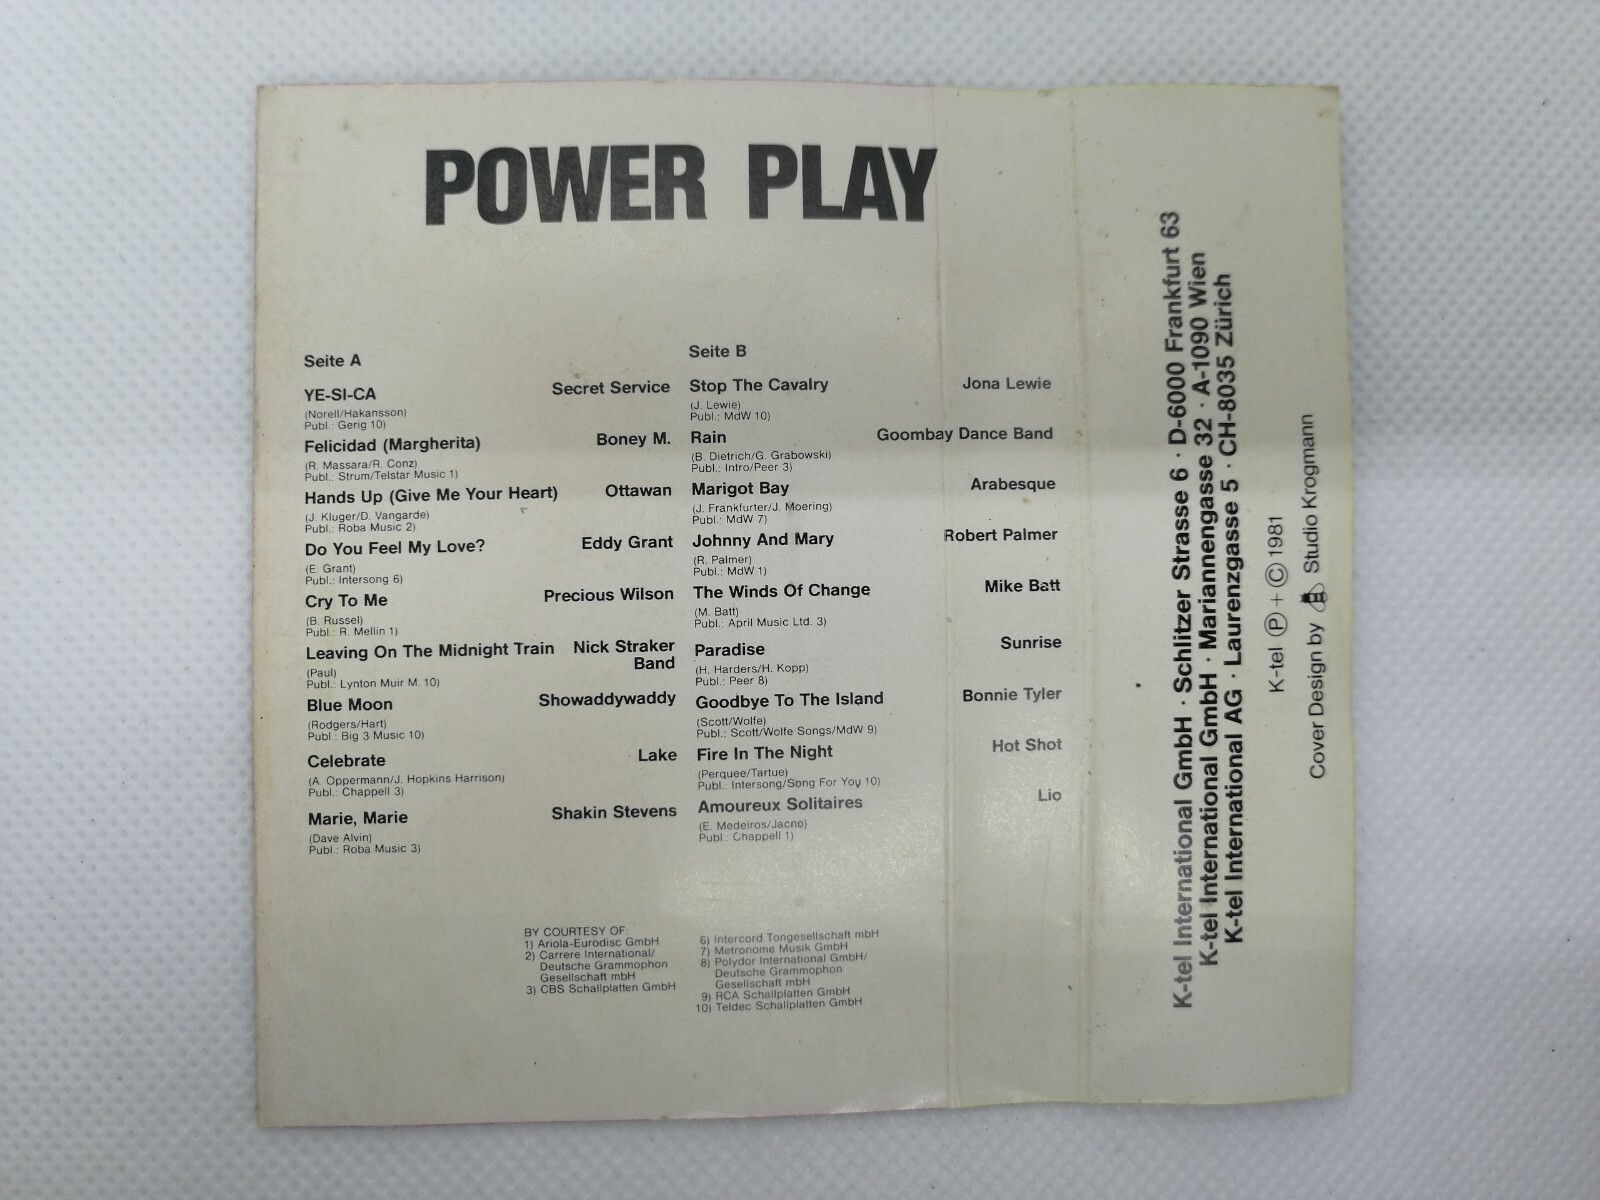 POWER PLAY
Seite A
YE-SI-CA Secret Service
(Norell/Hakansson)
Publ.: Gerig 10)
Felicidad (Margherita) Boney M.
(R. Massara/R. Conz)
Publ.: Strum/Telstar Music 1)
Hands Up (Give Me Your Heart) Ottawan
(J. Kluger/D. Vangarde)
Publ.: Roba Music 2)
Do You Feel My Love? Eddy Grant
(E. Grant)
Publ.: Intersong 6)
Cry To Me Precious Wilson
(B. Russel)
Publ.: R. Mellin 1)
Leaving On The Midnight Train Nick Straker
Band
(Paul)
Publ.: Lynton Muir M. 10)
Blue Moon Showaddywaddy
(Rodgers/Hart)
Publ.: Big 3 Music 10)
Celebrate Lake
(A. Oppermann/J. Hopkins Harrison)
Publ.: Chappell 3)
Marie, Marie Shakin Stevens
(Dave Alvin)
Publ.: Roba Music 3)
Seite B
Stop The Cavalry Jona Lewie
(J. Lewie)
Publ.: MdW 10)
Rain Goombay Dance Band
(B. Dietrich/G. Grabowski)
Publ.: Intro/Peer 3)
Marigot Bay Arabesque
(J. Frankfurter/J. Moering)
Publ.: MdW 7)
Johnny And Mary Robert Palmer
(R. Palmer)
Publ.: MdW 1)
The Winds Of Change Mike Batt
(M. Batt)
Publ.: April Music Ltd. 3)
Paradise Sunrise
(H. Harders/H. Kopp)
Publ.: Peer 8)
Goodbye To The Island Bonnie Tyler
(Scott/Wolfe)
Publ.: Scott/Wolfe Songs/MdW 9)
Fire In The Night Hot Shot
(Perquee/Tartue)
Publ.: Intersong/Song For You 10)
Amoureux Solitaires Lio
(E. Medeiros/Jacno)
Publ.: Chappell 1)
BY COURTESY OF:
1) Ariola-Eurodisc GmbH
2) Carrere International/
Deutsche Grammophon
Gesellschaft mbH
3) CBS Schallplatten GmbH
6) Intercord Tongesellschaft mbH
7) Metronome Musik GmbH
8) Polydor International GmbH/
Deutsche Grammophon
Gesellschaft mbH
9) RCA Schallplatten GmbH
10) Teldec Schallplatten GmbH
K-tel International GmbH · Schlitzer Strasse 6 · D-6000 Frankfurt 63
K-tel International GmbH · Mariannengasse 32 · A-1090 Wien
K-tel International AG · Laurenzgasse 5 · CH-8035 Zürich
K-tel Ⓟ+Ⓒ 1981
Cover Design by Studio Krogmann